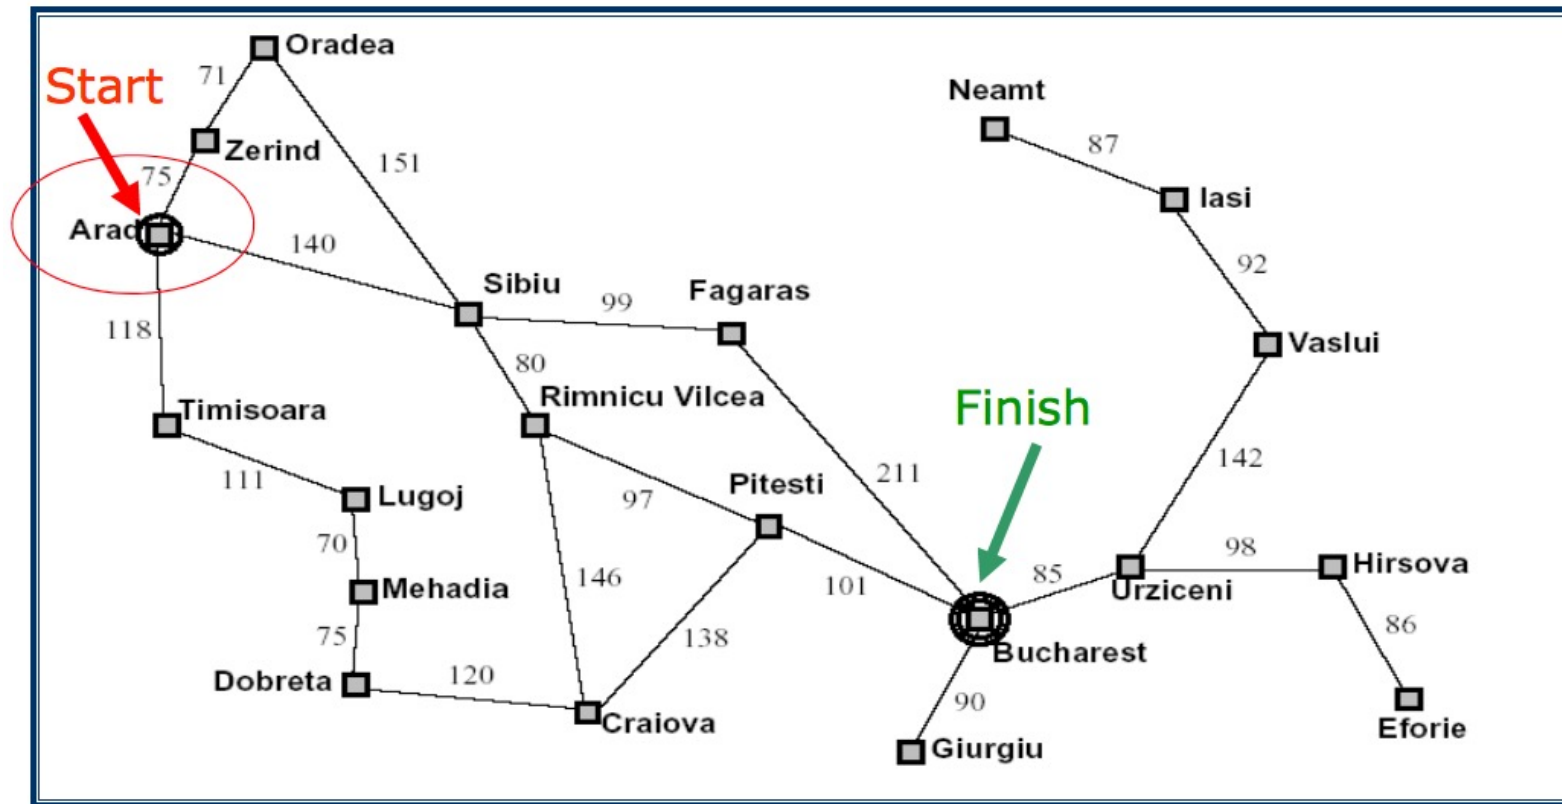 Oradea
71
Start
Neamt
87
Zerind
151
75
Iasi
Arad
140
92
Sibiu
Fagaras
99
118
Vaslui
80
Rimnicu Vilcea
Timisoara
Finish
142
111
211
Pitesti
Lugoj
97
70
98
Hirsova
146
101
85
Mehadia
Urziceni
86
75
138
Bucharest
Dobreta
120
90
Craiova
Eforie
Giurgiu